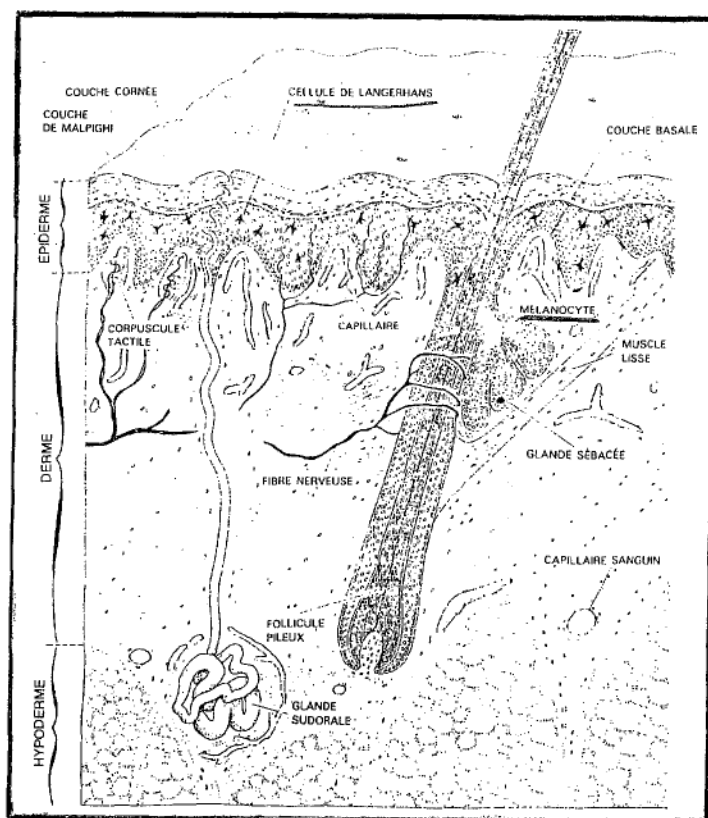 COUCHE CORNÉE
CELLULE DE LANGERHANS
COUCHE
DE MALPIGHI
COUCHE BASALE
EPIDERME
MELANOCYTE
CORPUSCULE
TACTILE
CAPILLAIRE
MUSCLE
LISSE
DERME
GLANDE SÉBACÉE
FIBRE NERVEUSE
CAPILLAIRE SANGUIN
FOLLICULE
PILEUX
HYPODERME
GLANDE
SUDORALE